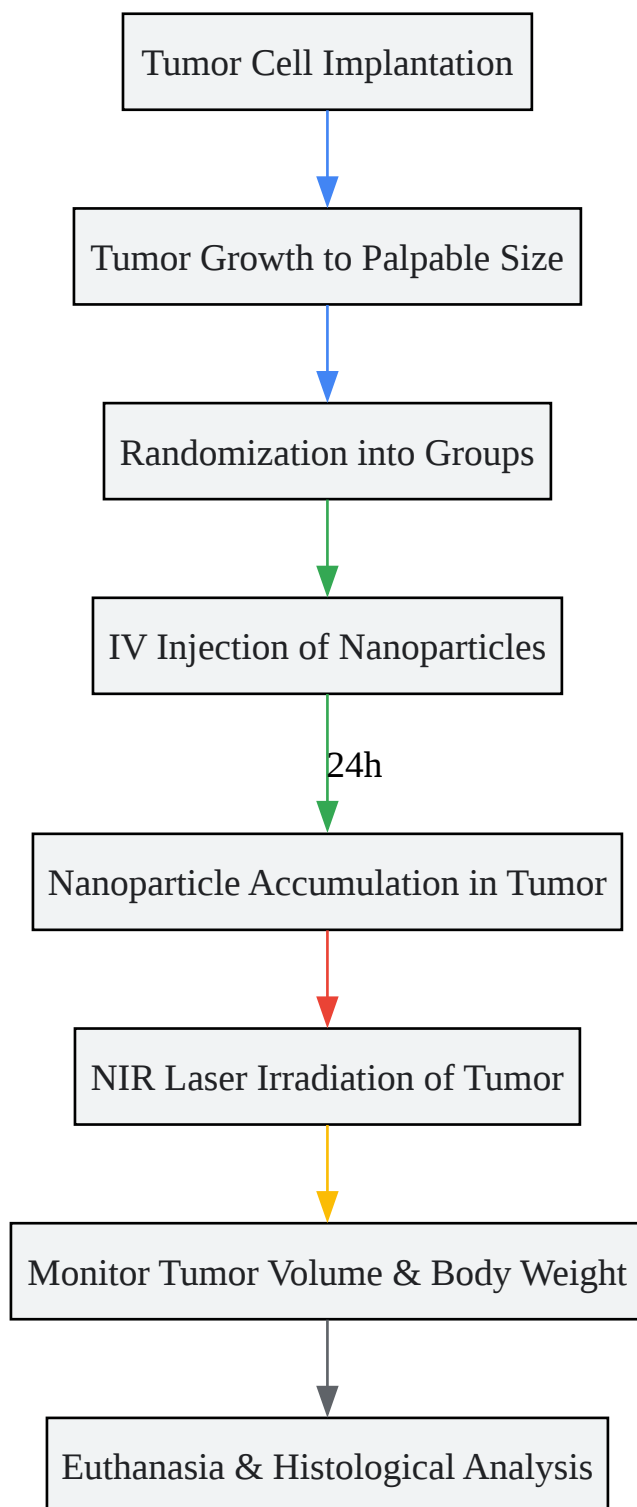 Tumor Cell Implantation
Tumor Growth to Palpable Size
Randomization into Groups
IV Injection of Nanoparticles
24h
Nanoparticle Accumulation in Tumor
NIR Laser Irradiation of Tumor
Monitor Tumor Volume & Body Weight
Euthanasia & Histological Analysis